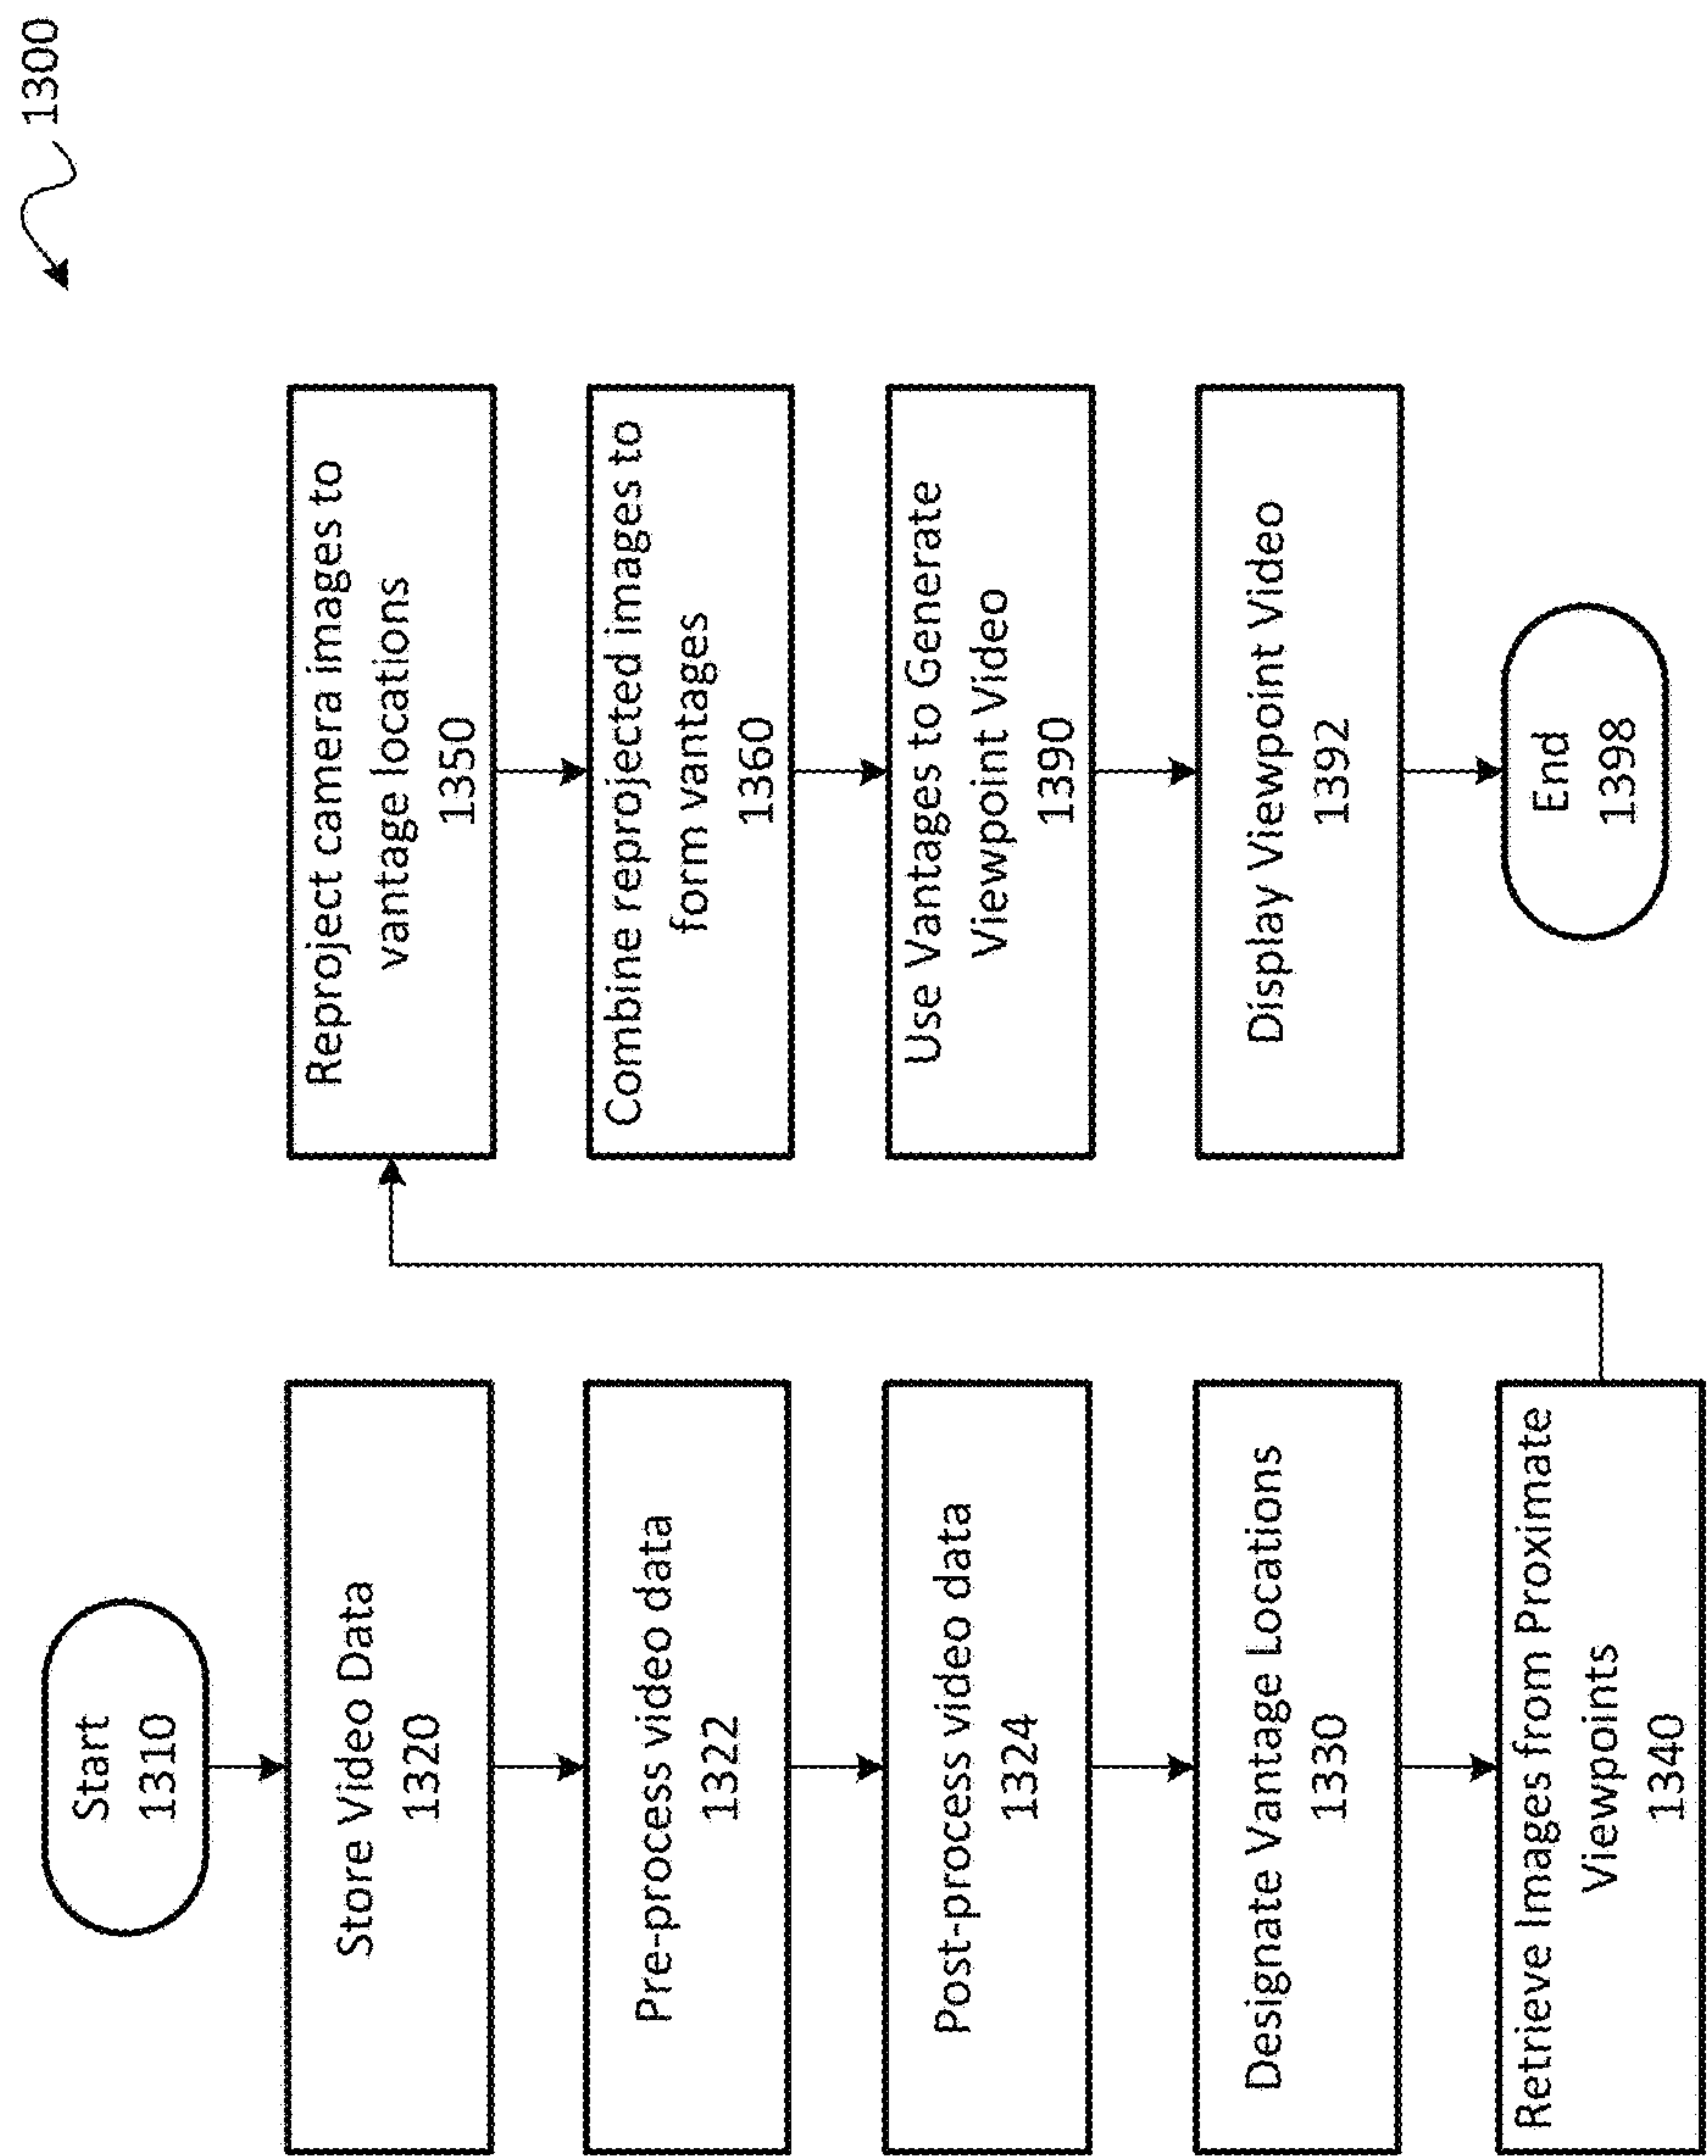 1300
Start
1310
Store Video Data
1320
Pre-process video data
1322
Post-process video data
1324
Designate Vantage Locations
1330
Retrieve Images from Proximate
Viewpoints
1340
Reproject camera images to
vantage locations
1350
Combine reprojected images to
form vantages
1360
Use Vantages to Generate
Viewpoint Video
1390
Display Viewpoint Video
1392
End
1398